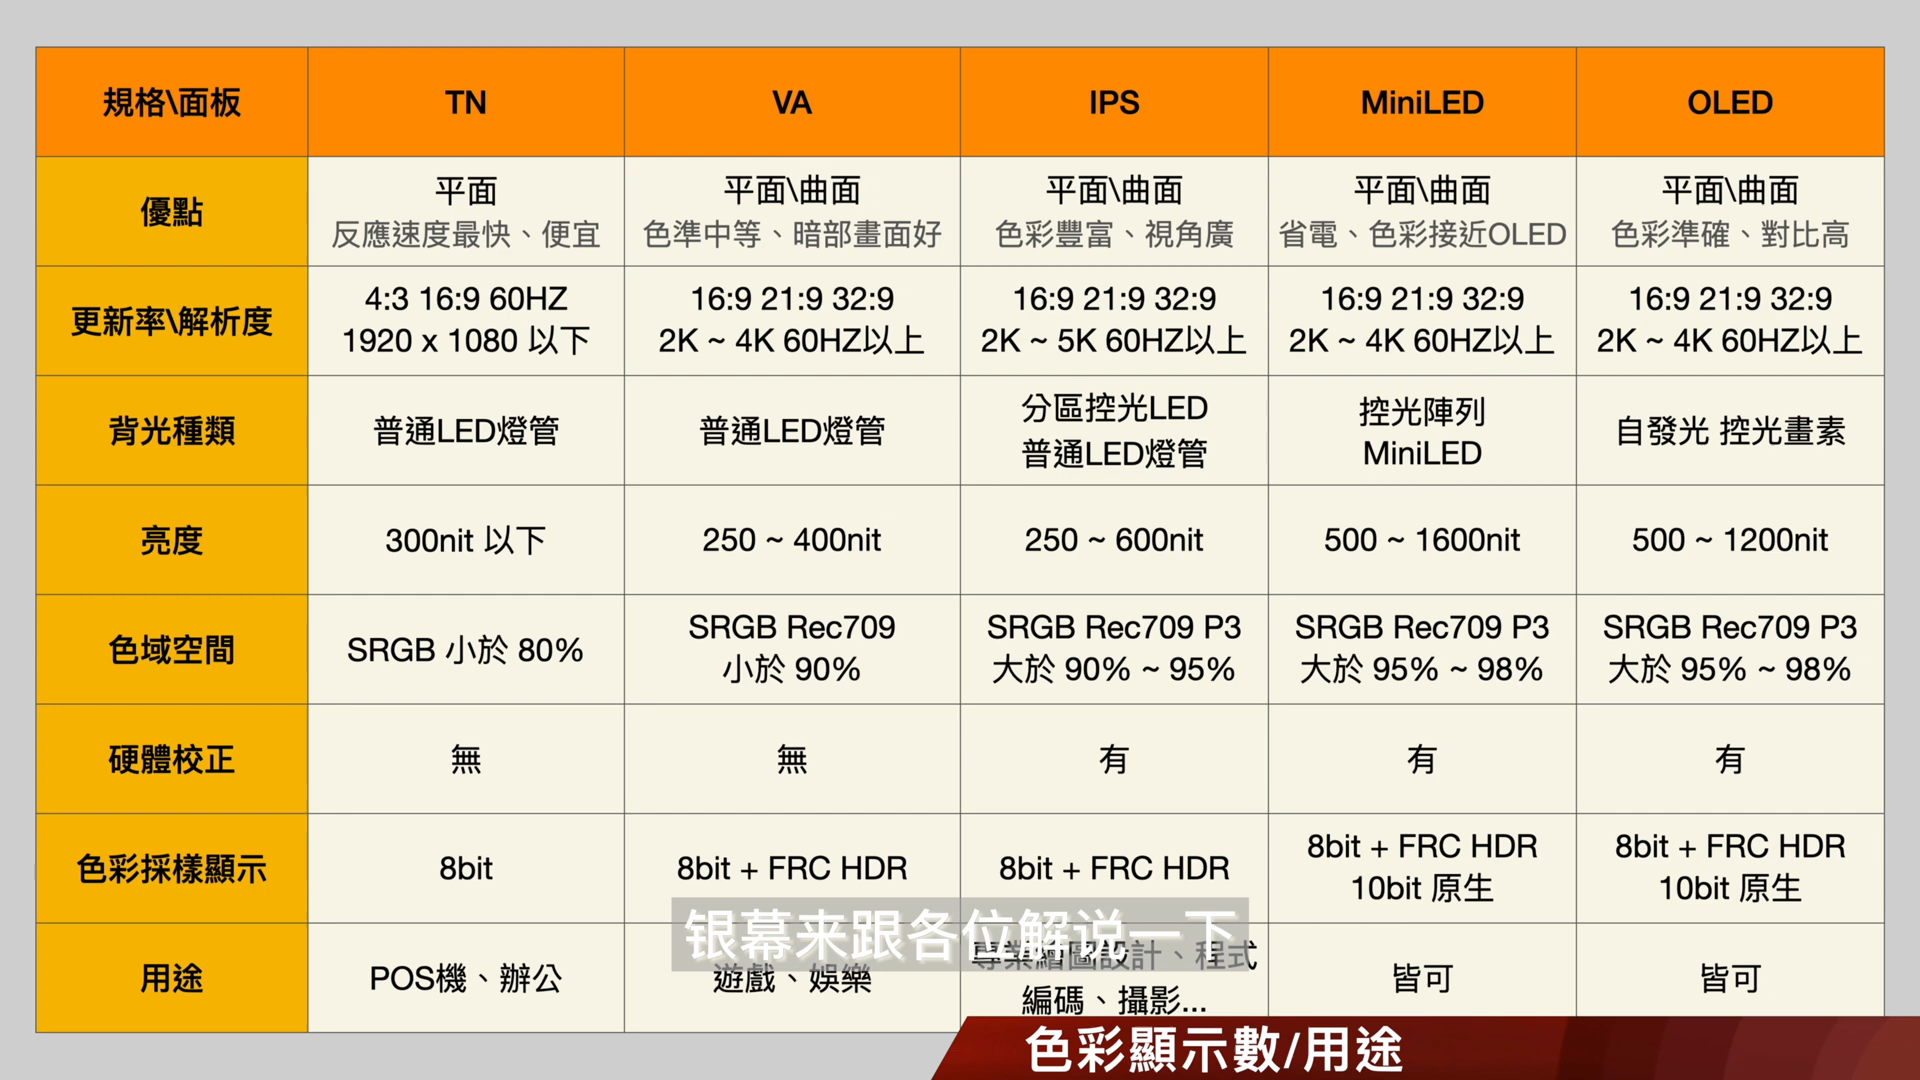 規格\面板 TN VA IPS MiniLED OLED
優點
平面 平面\曲面 平面\曲面 平面\曲面 平面\曲面
反應速度最快、便宜 色準中等、暗部畫面好 色彩豐富、視角廣 省電、色彩接近OLED 色彩準確、對比高
更新率\解析度
4:3 16:9 60HZ 16:9 21:9 32:9 16:9 21:9 32:9 16:9 21:9 32:9 16:9 21:9 32:9
1920 x 1080 以下 2K ~ 4K 60HZ以上 2K ~ 5K 60HZ以上 2K ~ 4K 60HZ以上 2K ~ 4K 60HZ以上
背光種類 普通LED燈管 普通LED燈管
分區控光LED
普通LED燈管
控光陣列
MiniLED
自發光 控光畫素
亮度 300nit 以下 250 ~ 400nit 250 ~ 600nit 500 ~ 1600nit 500 ~ 1200nit
色域空間 SRGB 小於 80%
SRGB Rec709
小於 90%
SRGB Rec709 P3
大於 90% ~ 95%
SRGB Rec709 P3
大於 95% ~ 98%
SRGB Rec709 P3
大於 95% ~ 98%
硬體校正 無 無 有 有 有
色彩採樣顯示 8bit 8bit + FRC HDR 8bit + FRC HDR
8bit + FRC HDR
10bit 原生
8bit + FRC HDR
10bit 原生
用途 POS機、辦公 遊戲、娛樂
專業繪圖設計、程式
編碼、攝影...
皆可 皆可
银幕来跟各位解说一下
色彩顯示數/用途